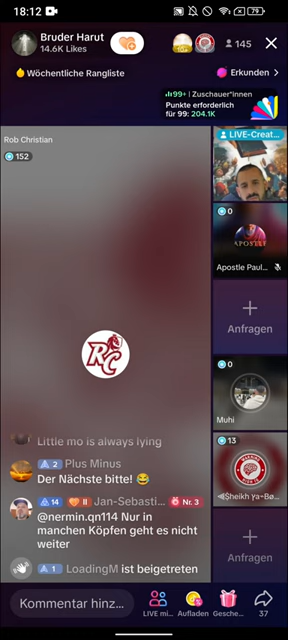 18:12
79
Bruder Harut
14.6K Likes
145
Wöchentliche Rangliste
Erkunden >
99+ | Zuschauer*innen
Punkte erforderlich
für 99: 204.1K
Rob Christian
152
LIVE-Creat...
0
APOSTLE
Apostle Paul...
Anfragen
RC
0
Muhi
13
Anfragen
Little mo is always lying
2 Plus Minus
Der Nächste bitte! 😂
14 II Jan-Sebasti... Nr. 3
@nermin.qn114 Nur in
manchen Köpfen geht es nicht
weiter
1 LoadingM ist beigetreten
Kommentar hinz...
LIVE mi...
Aufladen
Gesche...
37